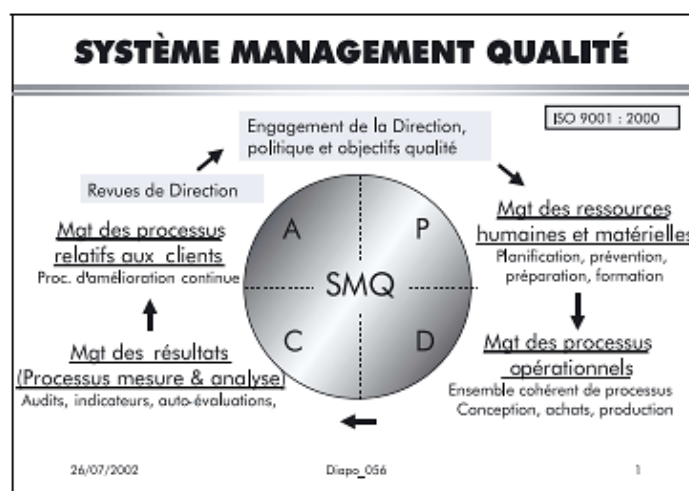 SYSTÈME MANAGEMENT QUALITÉ
ISO 9001 : 2000
Engagement de la Direction,
politique et objectifs qualité
Revues de Direction
Mgt des processus
relatifs aux clients
Proc. d'amélioration continue
Mgt des ressources
humaines et matérielles
Planification, prévention,
préparation, formation
A
P
SMQ
C
D
Mgt des résultats
(Processus mesure & analyse)
Audits, indicateurs, auto-évaluations,
Mgt des processus
opérationnels
Ensemble cohérent de processus
Conception, achats, production
26/07/2002
Diapo_056
1